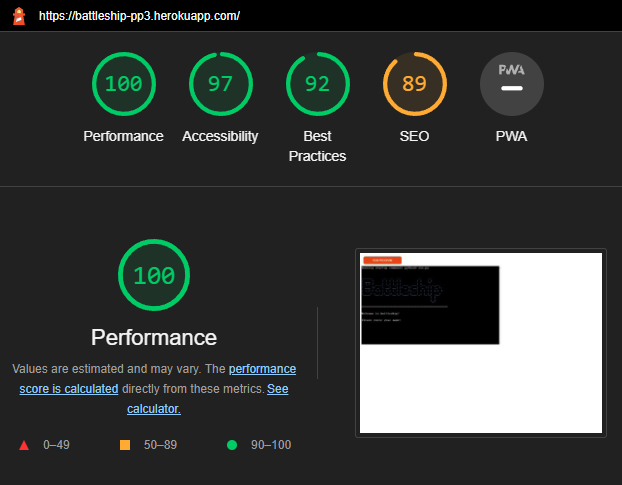 https://battleship-pp3.herokuapp.com/
100 97 92 89 PWA
Performance Accessibility Best Practices SEO PWA
100
Performance
Values are estimated and may vary. The performance
score is calculated directly from these metrics. See
calculator.
0–49 50–89 90–100
Battleship